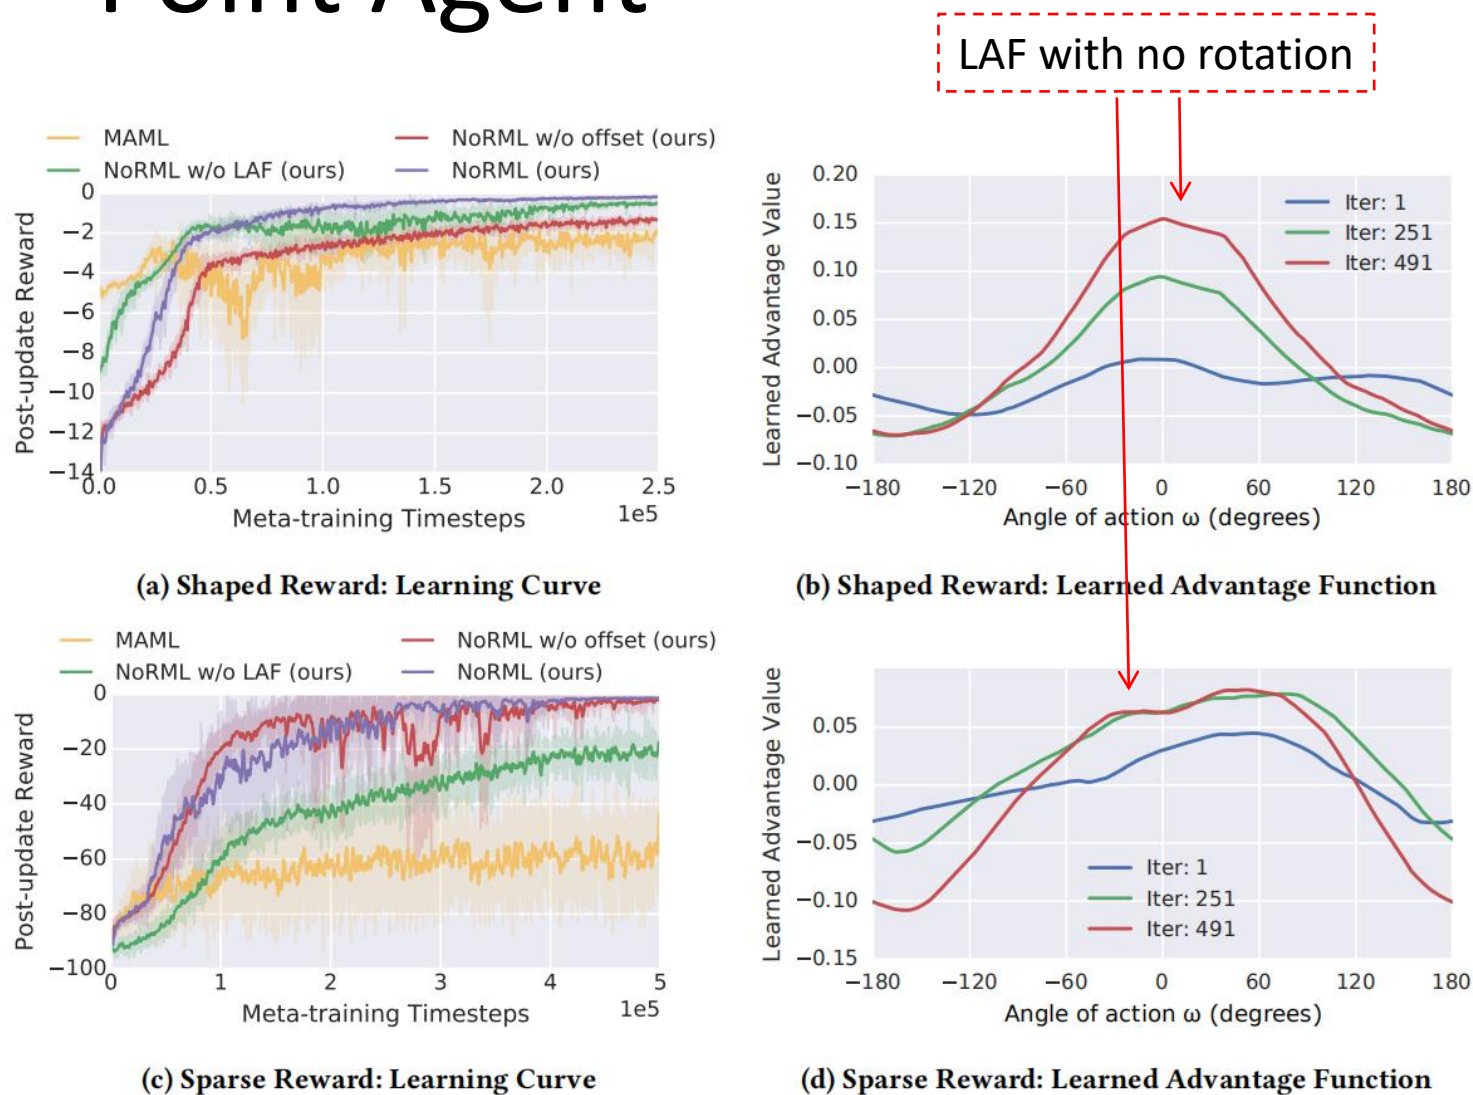 Point Agent
LAF with no rotation
MAML
NoRML w/o offset (ours)
NoRML w/o LAF (ours)
NoRML (ours)
Post-update Reward
0
−2
−4
−6
−8
−10
−12
−14
0.0 0.5 1.0 1.5 2.0 2.5
Meta-training Timesteps 1e5
(a) Shaped Reward: Learning Curve
Learned Advantage Value
0.20
0.15
0.10
0.05
0.00
−0.05
−0.10
Iter: 1
Iter: 251
Iter: 491
−180 −120 −60 0 60 120 180
Angle of action ω (degrees)
(b) Shaped Reward: Learned Advantage Function
MAML
NoRML w/o offset (ours)
NoRML w/o LAF (ours)
NoRML (ours)
Post-update Reward
0
−20
−40
−60
−80
−100
0 1 2 3 4 5
Meta-training Timesteps 1e5
(c) Sparse Reward: Learning Curve
Learned Advantage Value
0.05
0.00
−0.05
−0.10
−0.15
Iter: 1
Iter: 251
Iter: 491
−180 −120 −60 0 60 120 180
Angle of action ω (degrees)
(d) Sparse Reward: Learned Advantage Function